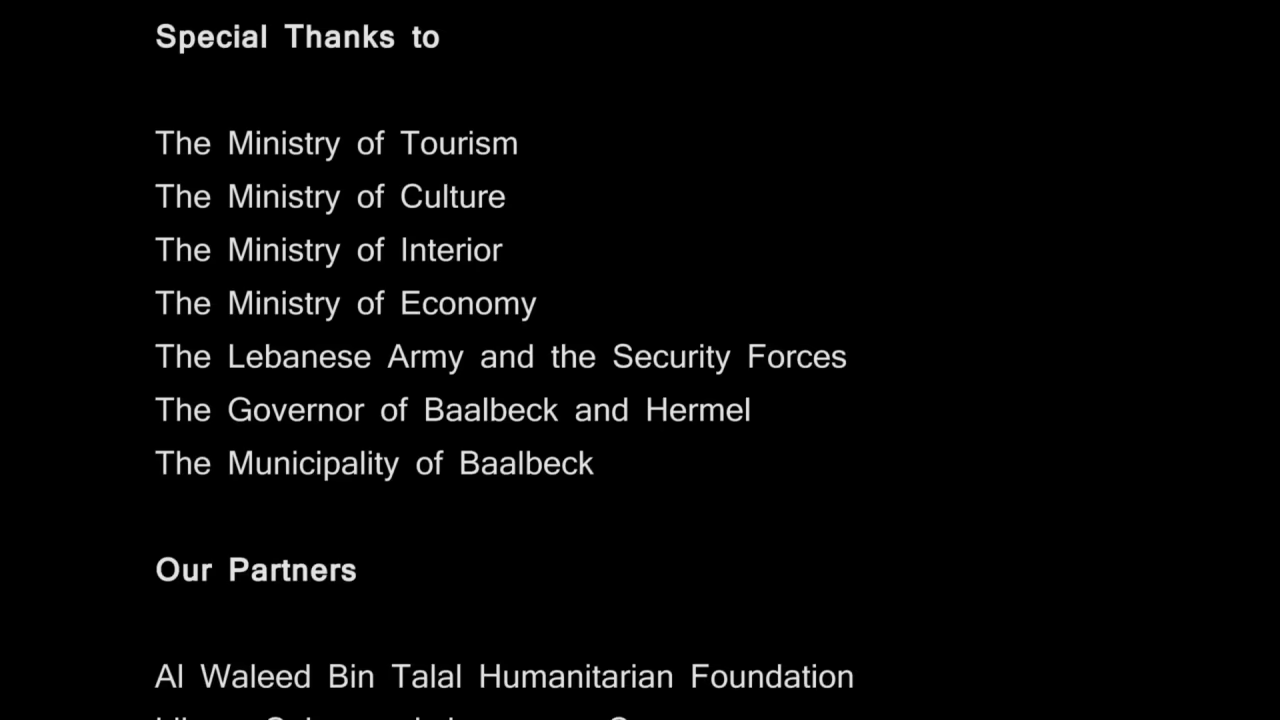 Special Thanks to
The Ministry of Tourism
The Ministry of Culture
The Ministry of Interior
The Ministry of Economy
The Lebanese Army and the Security Forces
The Governor of Baalbeck and Hermel
The Municipality of Baalbeck
Our Partners
Al Waleed Bin Talal Humanitarian Foundation